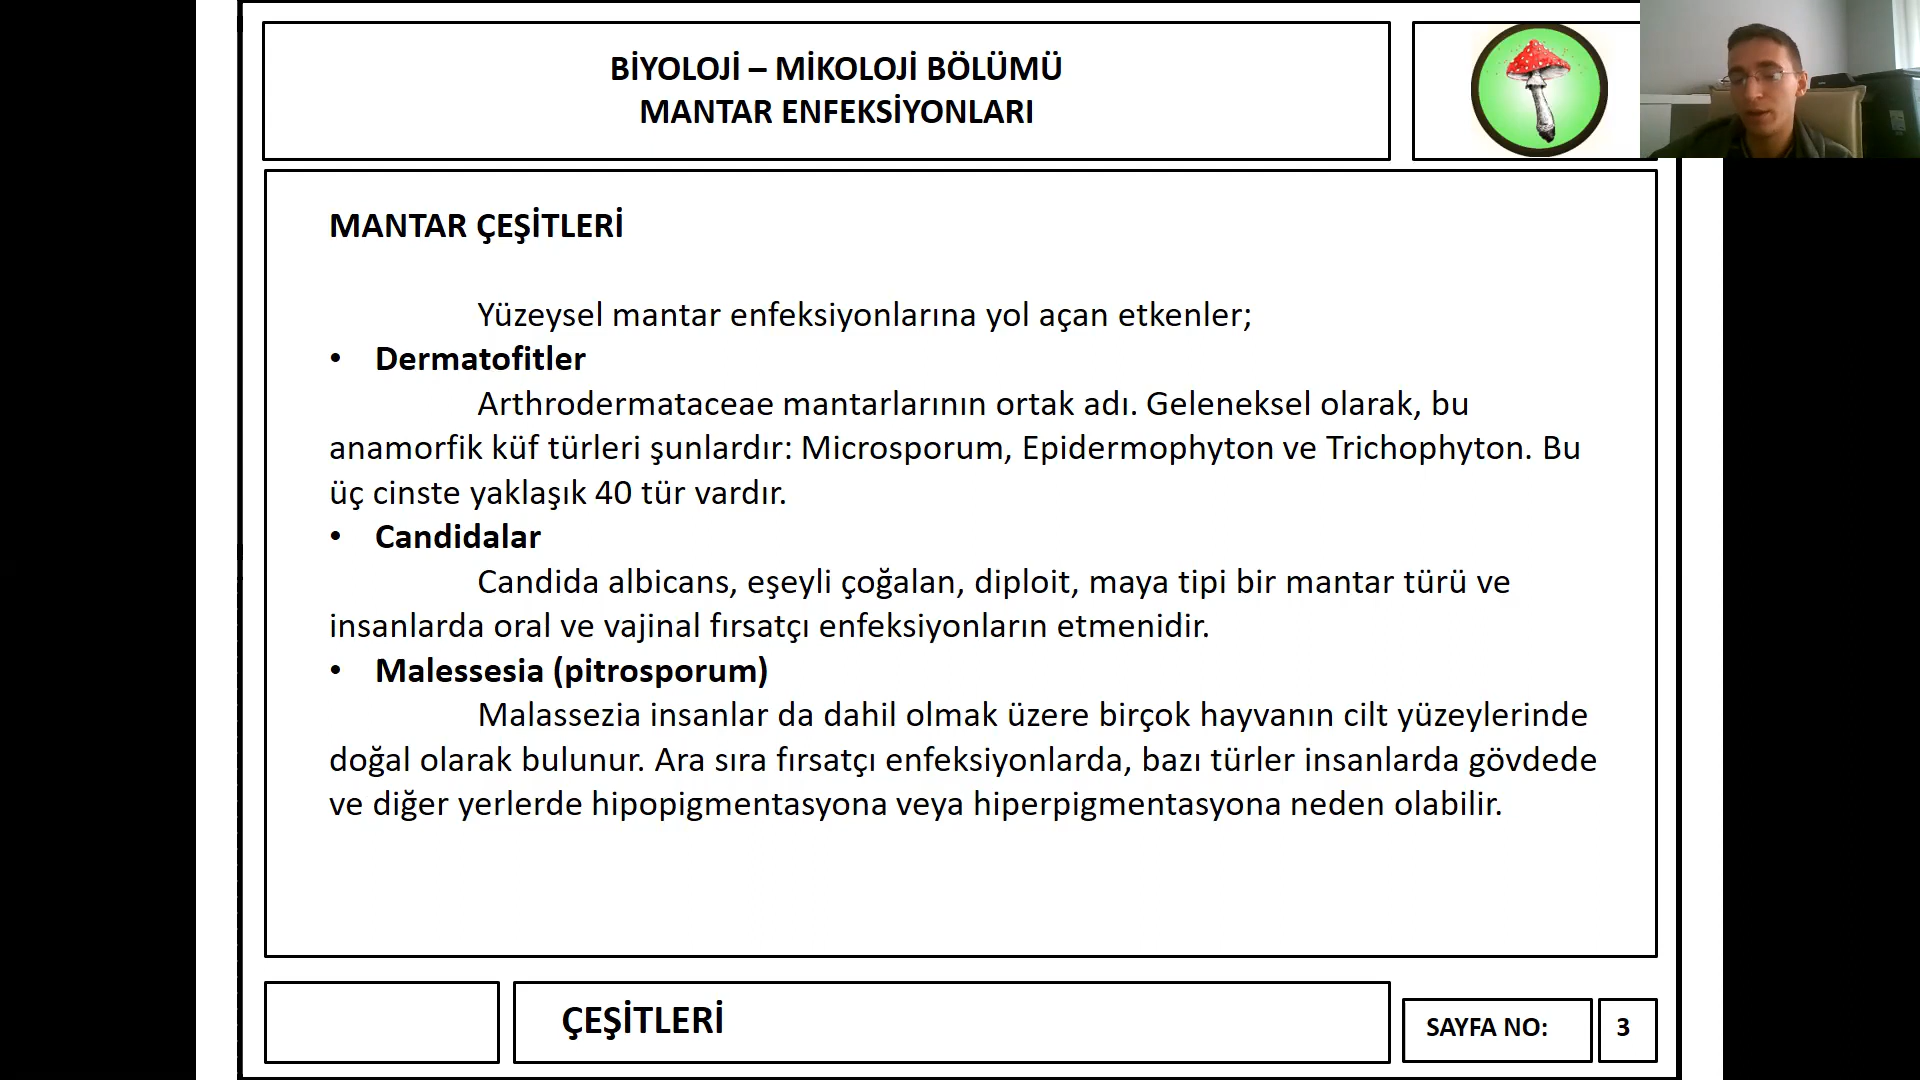 BİYOLOJİ – MİKOLOJİ BÖLÜMÜ
MANTAR ENFEKSİYONLARI
MANTAR ÇEŞİTLERİ
Yüzeysel mantar enfeksiyonlarına yol açan etkenler;
• Dermatofitler
Arthrodermataceae mantarlarının ortak adı. Geleneksel olarak, bu
anamorfik küf türleri şunlardır: Microsporum, Epidermophyton ve Trichophyton. Bu
üç cinste yaklaşık 40 tür vardır.
• Candidalar
Candida albicans, eşeyli çoğalan, diploit, maya tipi bir mantar türü ve
insanlarda oral ve vajinal fırsatçı enfeksiyonların etmenidir.
• Malessesia (pitrosporum)
Malassezia insanlar da dahil olmak üzere birçok hayvanın cilt yüzeylerinde
doğal olarak bulunur. Ara sıra fırsatçı enfeksiyonlarda, bazı türler insanlarda gövdede
ve diğer yerlerde hipopigmentasyona veya hiperpigmentasyona neden olabilir.
ÇEŞİTLERİ
SAYFA NO:
3